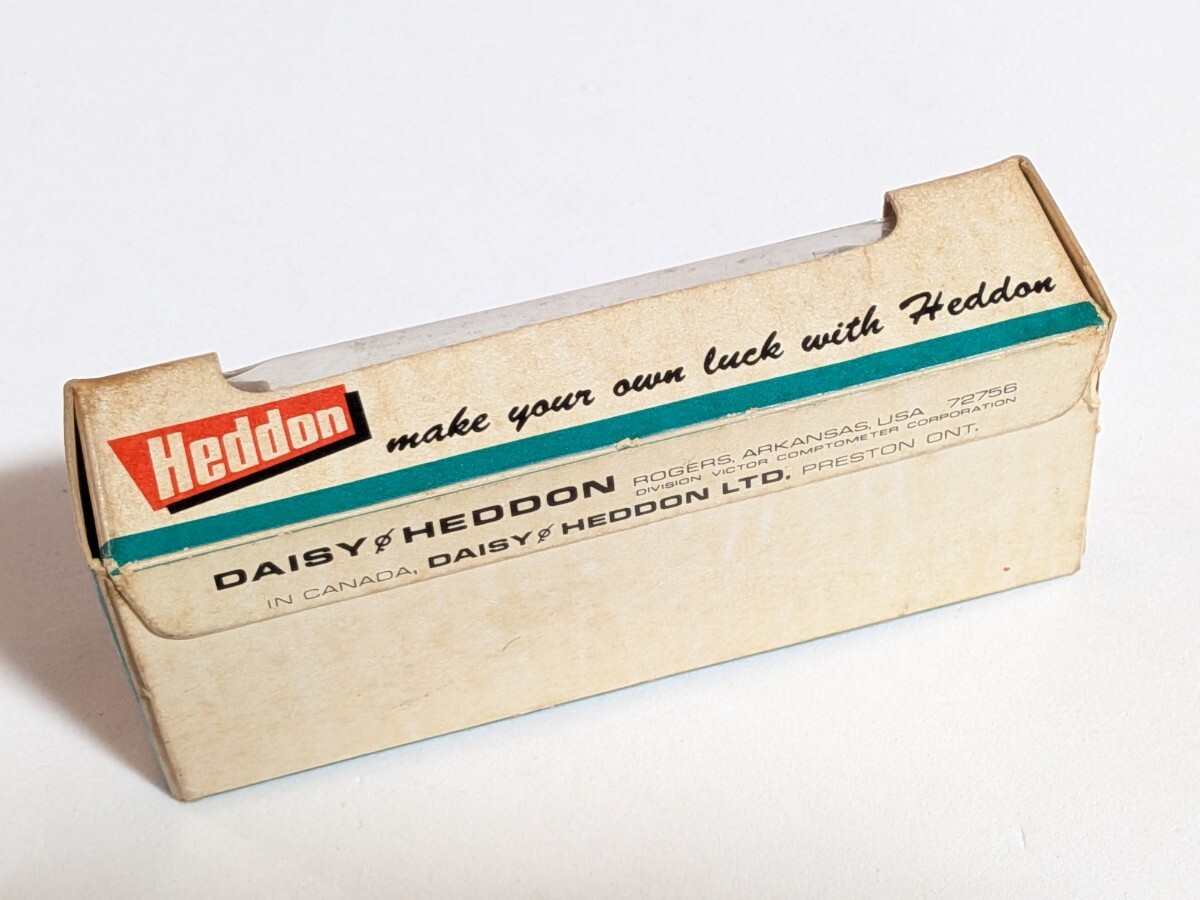 Heddon
make your own luck with Heddon
DAISY HEDDON ROGERS, ARKANSAS, USA 72756
DIVISION VICTOR COMPTOMETER CORPORATION
IN CANADA, DAISY HEDDON LTD. PRESTON ONT.